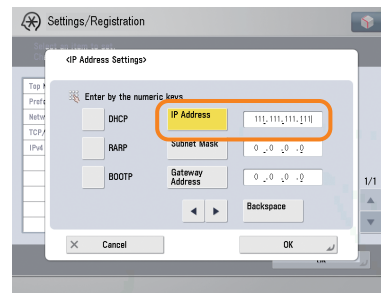 Settings/Registration
<IP Address Settings>
Top
Prefe
Netw
TCP/
IPv4
Enter by the numeric keys.
DHCP
IP Address
111.111.111.111
RARP
Subnet Mask
0 .0 .0 .0
BOOTP
Gateway
Address
0 .0 .0 .0
1/1
Backspace
Cancel
OK